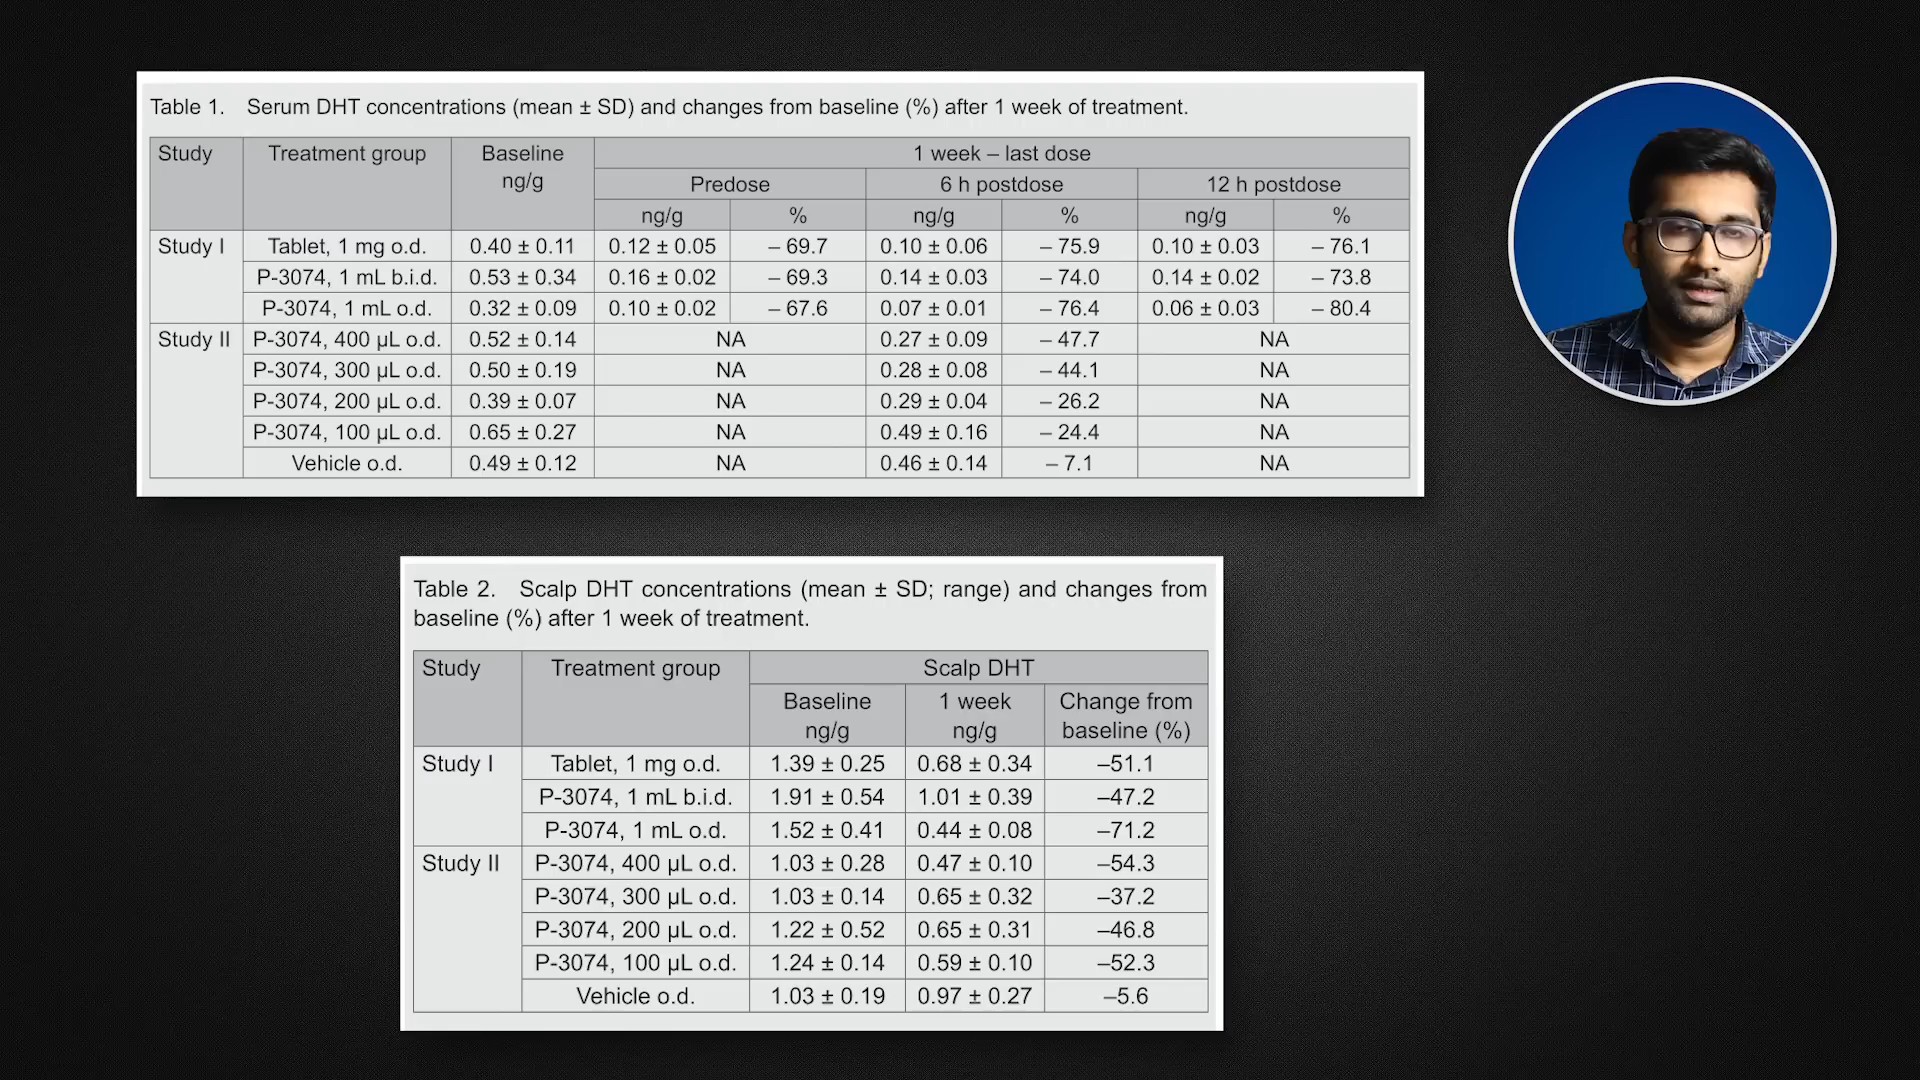 Table 1. Serum DHT concentrations (mean ± SD) and changes from baseline (%) after 1 week of treatment.
Study Treatment group Baseline ng/g 1 week – last dose
Predose 6 h postdose 12 h postdose
ng/g % ng/g % ng/g %
Study I Tablet, 1 mg o.d. 0.40 ± 0.11 0.12 ± 0.05 – 69.7 0.10 ± 0.06 – 75.9 0.10 ± 0.03 – 76.1
P-3074, 1 mL b.i.d. 0.53 ± 0.34 0.16 ± 0.02 – 69.3 0.14 ± 0.03 – 74.0 0.14 ± 0.02 – 73.8
P-3074, 1 mL o.d. 0.32 ± 0.09 0.10 ± 0.02 – 67.6 0.07 ± 0.01 – 76.4 0.06 ± 0.03 – 80.4
Study II P-3074, 400 μL o.d. 0.52 ± 0.14 NA 0.27 ± 0.09 – 47.7 NA
P-3074, 300 μL o.d. 0.50 ± 0.19 NA 0.28 ± 0.08 – 44.1 NA
P-3074, 200 μL o.d. 0.39 ± 0.07 NA 0.29 ± 0.04 – 26.2 NA
P-3074, 100 μL o.d. 0.65 ± 0.27 NA 0.49 ± 0.16 – 24.4 NA
Vehicle o.d. 0.49 ± 0.12 NA 0.46 ± 0.14 – 7.1 NA
Table 2. Scalp DHT concentrations (mean ± SD; range) and changes from
baseline (%) after 1 week of treatment.
Study Treatment group Scalp DHT
Baseline 1 week Change from
ng/g ng/g baseline (%)
Study I Tablet, 1 mg o.d. 1.39 ± 0.25 0.68 ± 0.34 –51.1
P-3074, 1 mL b.i.d. 1.91 ± 0.54 1.01 ± 0.39 –47.2
P-3074, 1 mL o.d. 1.52 ± 0.41 0.44 ± 0.08 –71.2
Study II P-3074, 400 μL o.d. 1.03 ± 0.28 0.47 ± 0.10 –54.3
P-3074, 300 μL o.d. 1.03 ± 0.14 0.65 ± 0.32 –37.2
P-3074, 200 μL o.d. 1.22 ± 0.52 0.65 ± 0.31 –46.8
P-3074, 100 μL o.d. 1.24 ± 0.14 0.59 ± 0.10 –52.3
Vehicle o.d. 1.03 ± 0.19 0.97 ± 0.27 –5.6